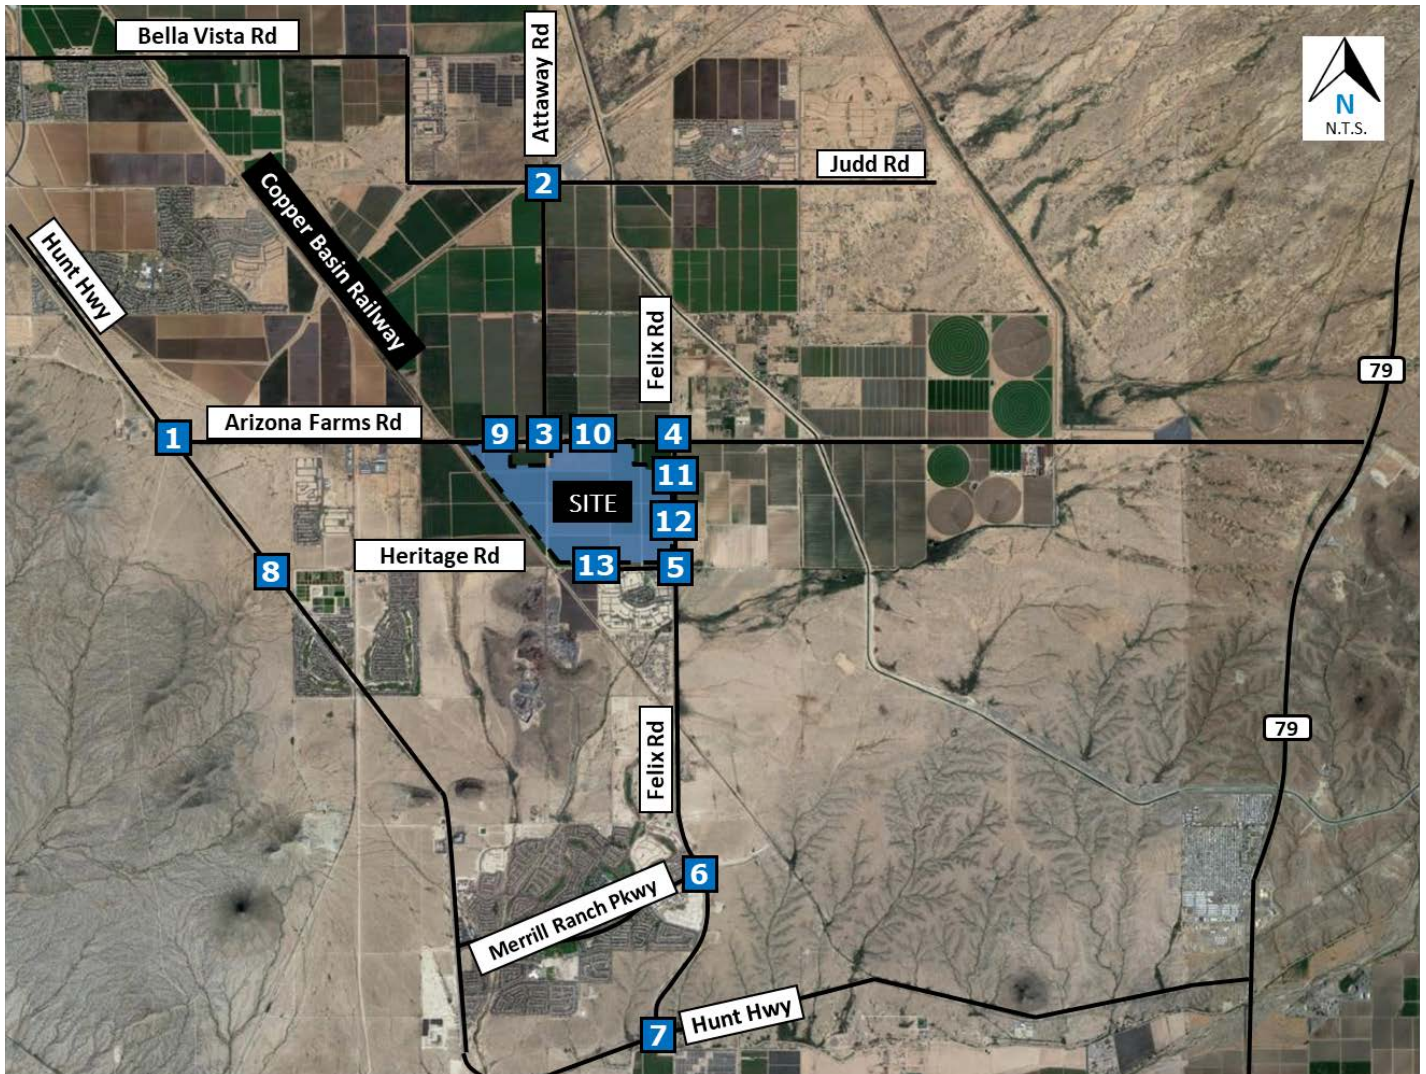 Bella Vista Rd
Attaway Rd
N
N.T.S.
Judd Rd
2
Copper Basin Railway
Hunt Hwy
Felix Rd
79
Arizona Farms Rd
1
9
3
10
4
11
SITE
12
Heritage Rd
13
5
8
Felix Rd
79
6
Merrill Ranch Pkwy
Hunt Hwy
7